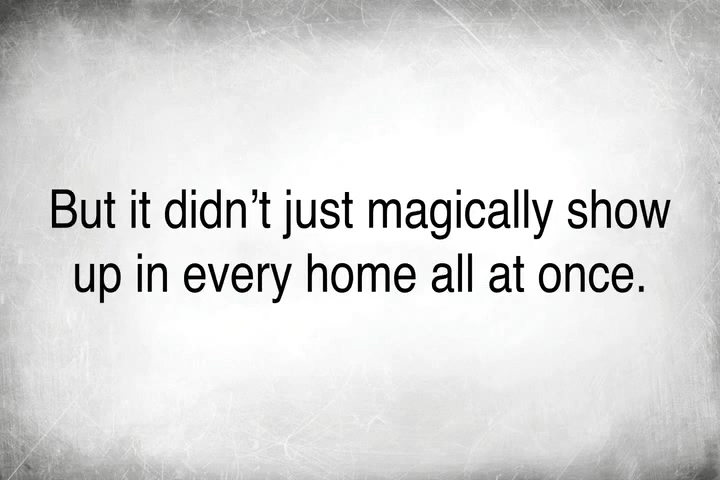 But it didn’t just magically show
up in every home all at once.